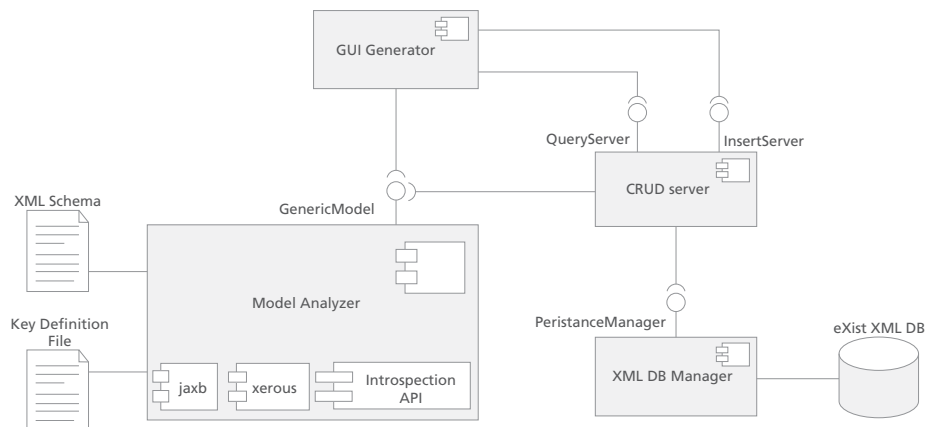 GUI Generator
QueryServer
InsertServer
CRUD server
XML Schema
GenericModel
Model Analyzer
Key Definition
File
PeristanceManager
eXist XML DB
XML DB Manager
jaxb
xerous
Introspection
API